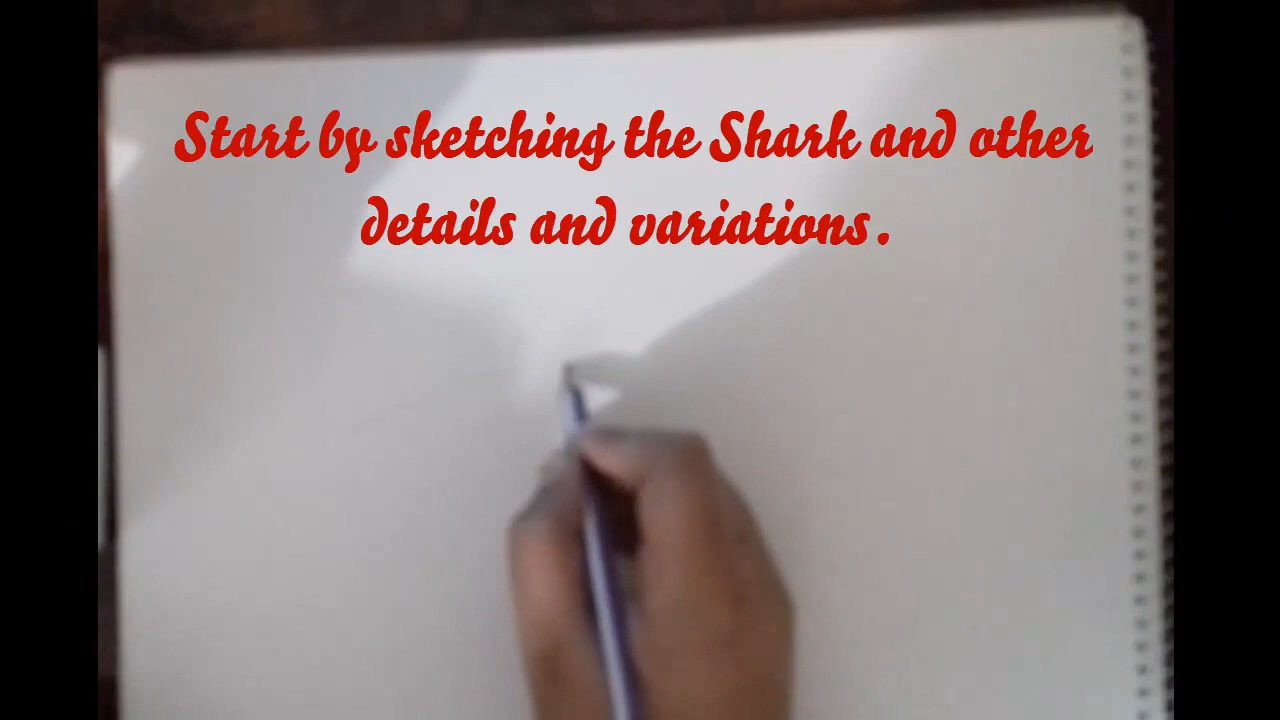 Start by sketching the Shark and other
details and variations.